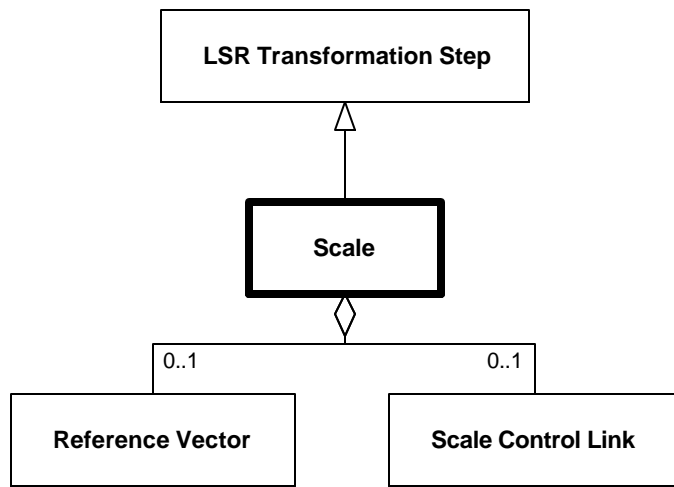 LSR Transformation Step
Scale
0..1
0..1
Reference Vector
Scale Control Link